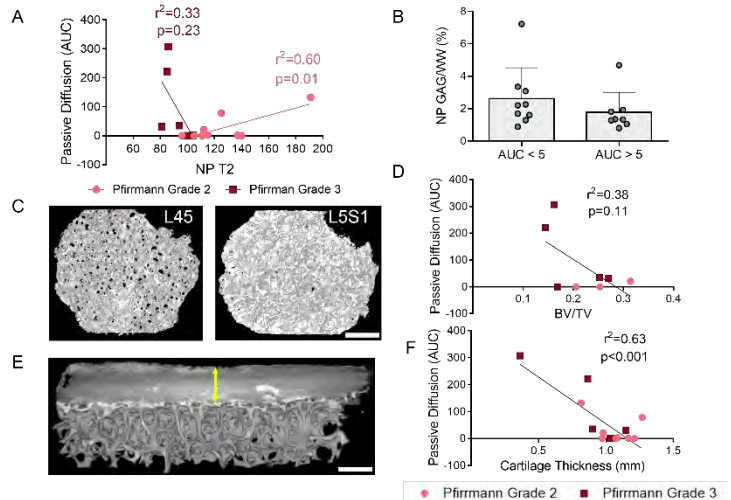 A
r²=0.33
p=0.23
r²=0.60
p=0.01
Passive Diffusion (AUC)
400
300
200
100
0
-100
60 80 100 120 140 160 180 200
NP T2
Pfirrmann Grade 2 Pfirrman Grade 3
B
NP GAG/WW (%)
8
6
4
2
0
AUC < 5 AUC > 5
C
L45
L5S1
D
r²=0.38
p=0.11
Passive Diffusion (AUC)
400
300
200
100
0
-100
0.1 0.2 0.3 0.4
BV/TV
E
F
r²=0.63
p<0.001
Passive Diffusion (AUC)
400
300
200
100
0
-100
0.5 1.0 1.5
Cartilage Thickness (mm)
Pfirrmann Grade 2 Pfirrmann Grade 3